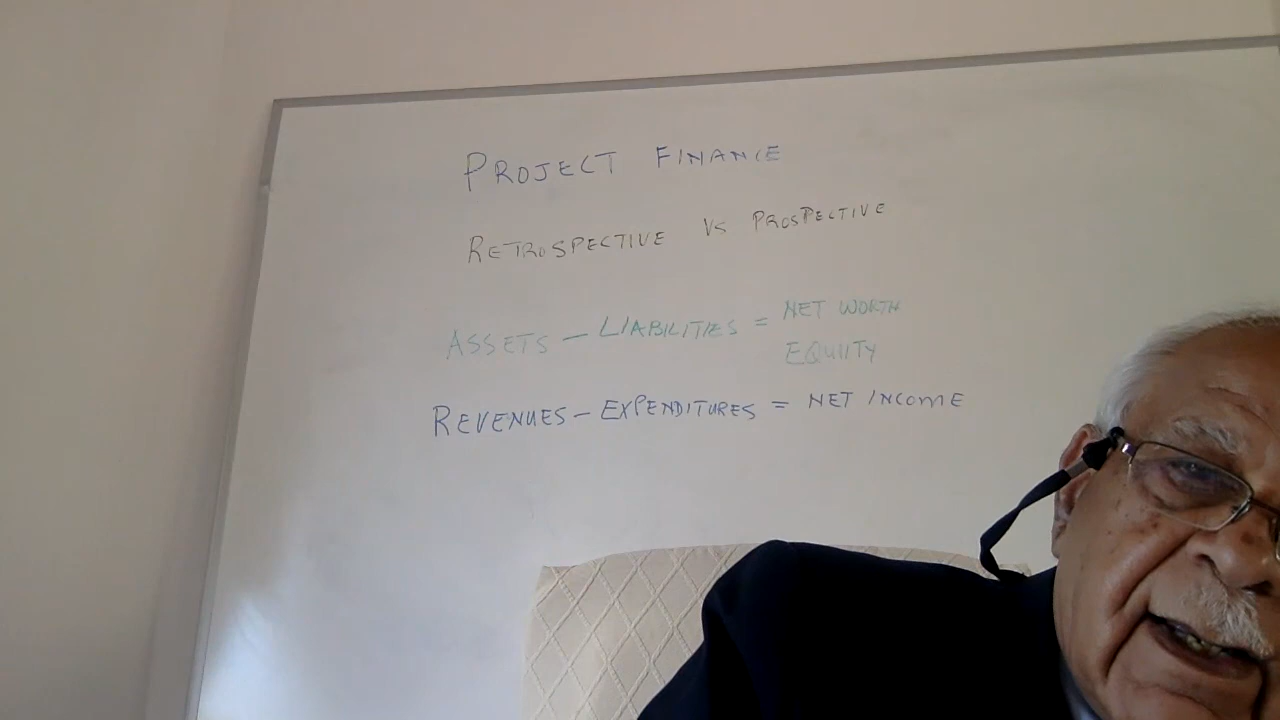 PROJECT FINANCE
RETROSPECTIVE VS PROSPECTIVE
ASSETS - LIABILITIES = NET WORTH
EQUITY
REVENUES - EXPENDITURES = NET INCOME